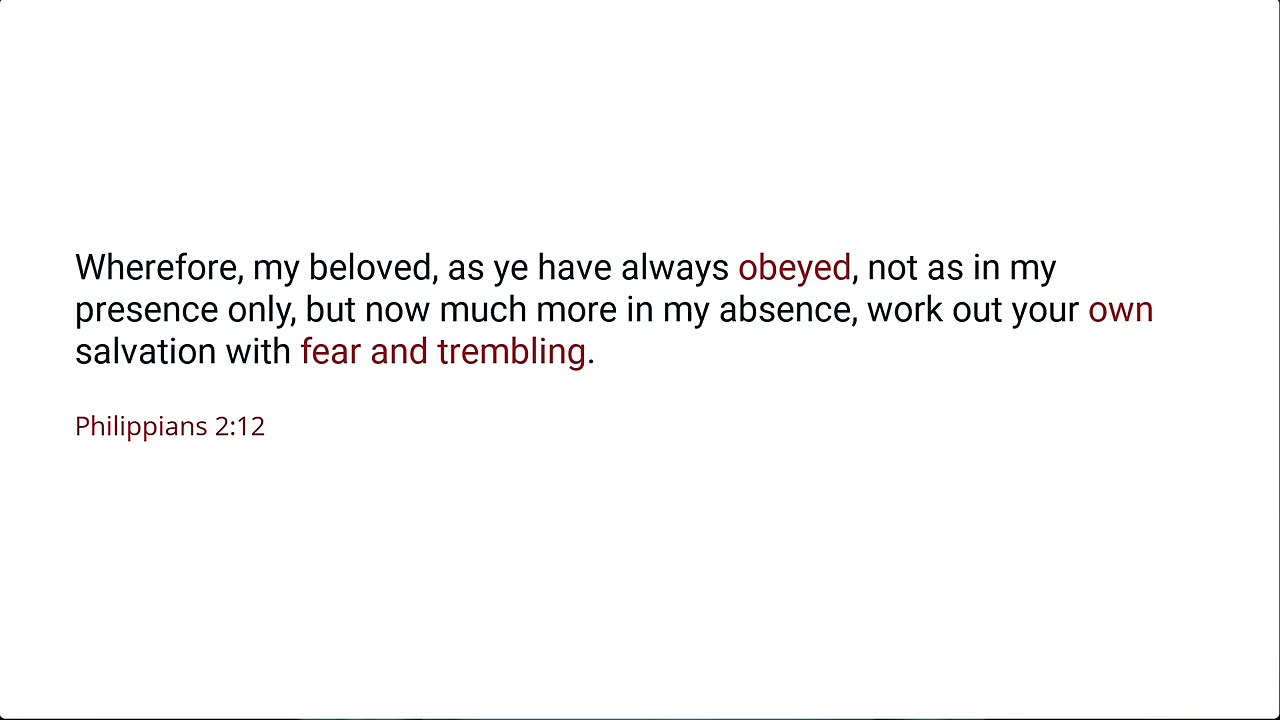 Wherefore, my beloved, as ye have always obeyed, not as in my
presence only, but now much more in my absence, work out your own
salvation with fear and trembling.
Philippians 2:12